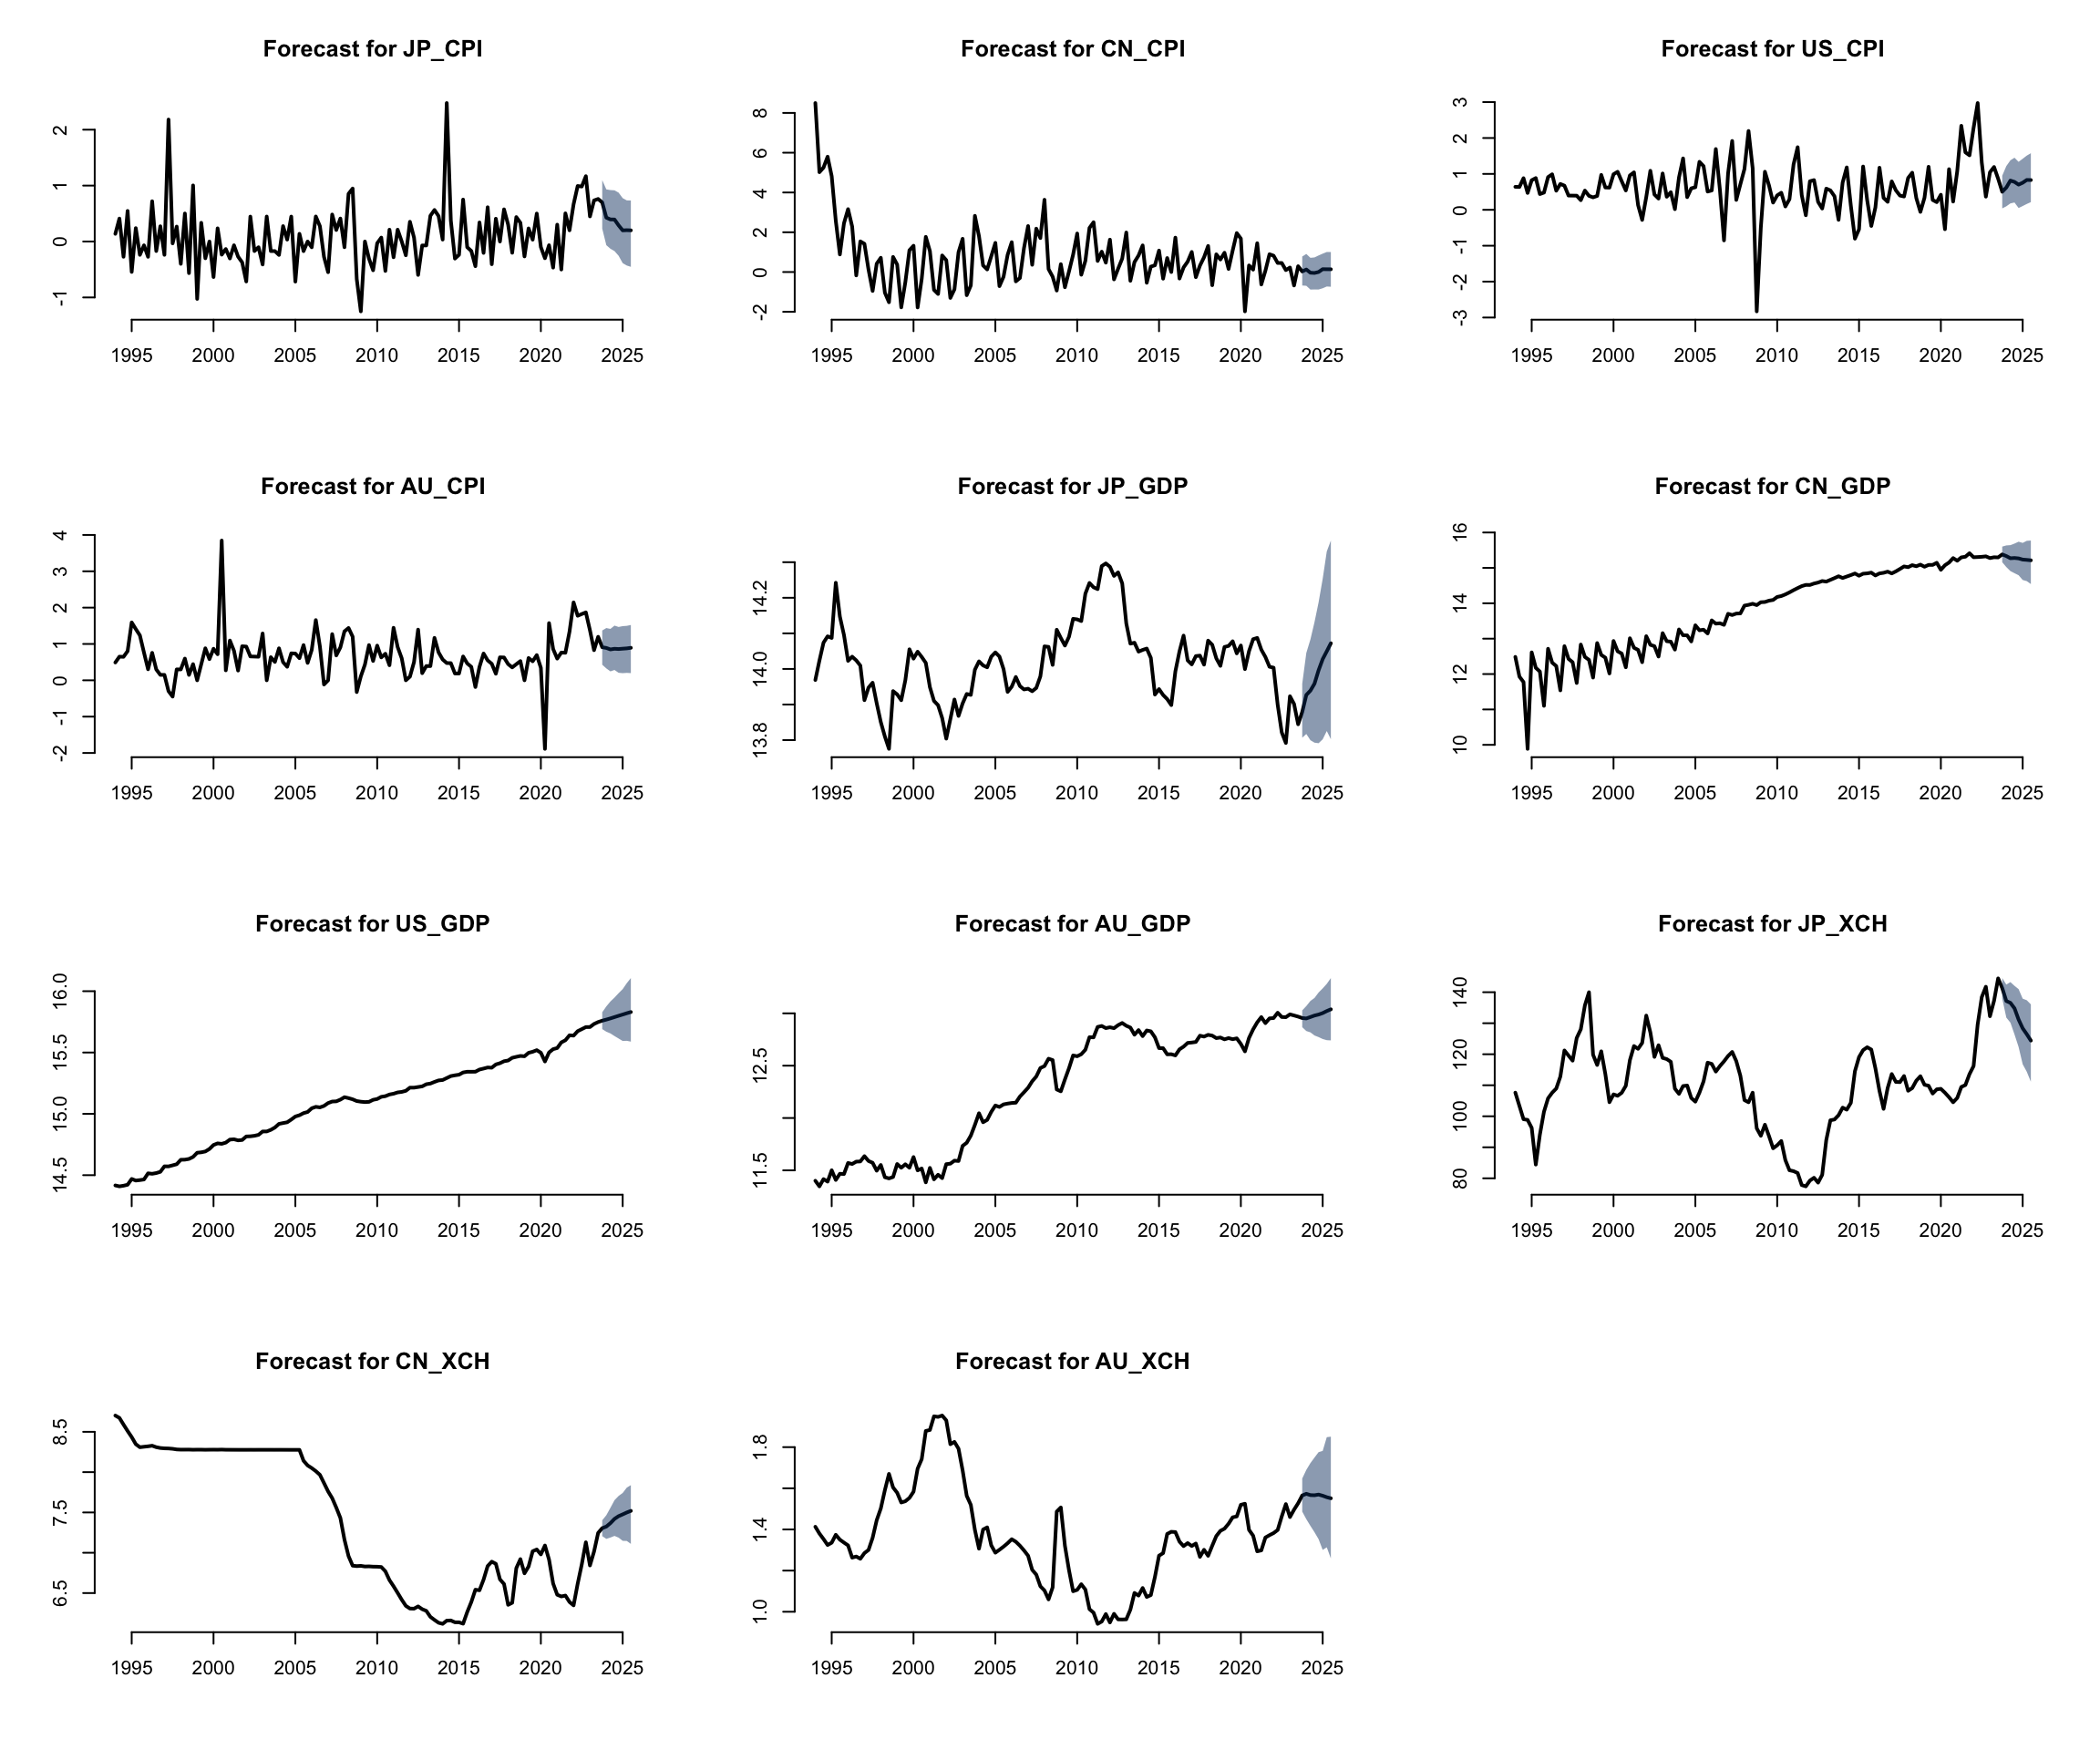 Forecast for JP_CPI
2
1
0
-1
1995 2000 2005 2010 2015 2020 2025
Forecast for CN_CPI
8
6
4
2
0
-2
1995 2000 2005 2010 2015 2020 2025
Forecast for US_CPI
3
2
1
0
-1
-2
-3
1995 2000 2005 2010 2015 2020 2025
Forecast for AU_CPI
4
3
2
1
0
-1
-2
1995 2000 2005 2010 2015 2020 2025
Forecast for JP_GDP
14.2
14.0
13.8
1995 2000 2005 2010 2015 2020 2025
Forecast for CN_GDP
16
14
12
10
1995 2000 2005 2010 2015 2020 2025
Forecast for US_GDP
16.0
15.5
15.0
14.5
1995 2000 2005 2010 2015 2020 2025
Forecast for AU_GDP
12.5
11.5
1995 2000 2005 2010 2015 2020 2025
Forecast for JP_XCH
140
120
100
80
1995 2000 2005 2010 2015 2020 2025
Forecast for CN_XCH
8.5
7.5
6.5
1995 2000 2005 2010 2015 2020 2025
Forecast for AU_XCH
1.8
1.4
1.0
1995 2000 2005 2010 2015 2020 2025